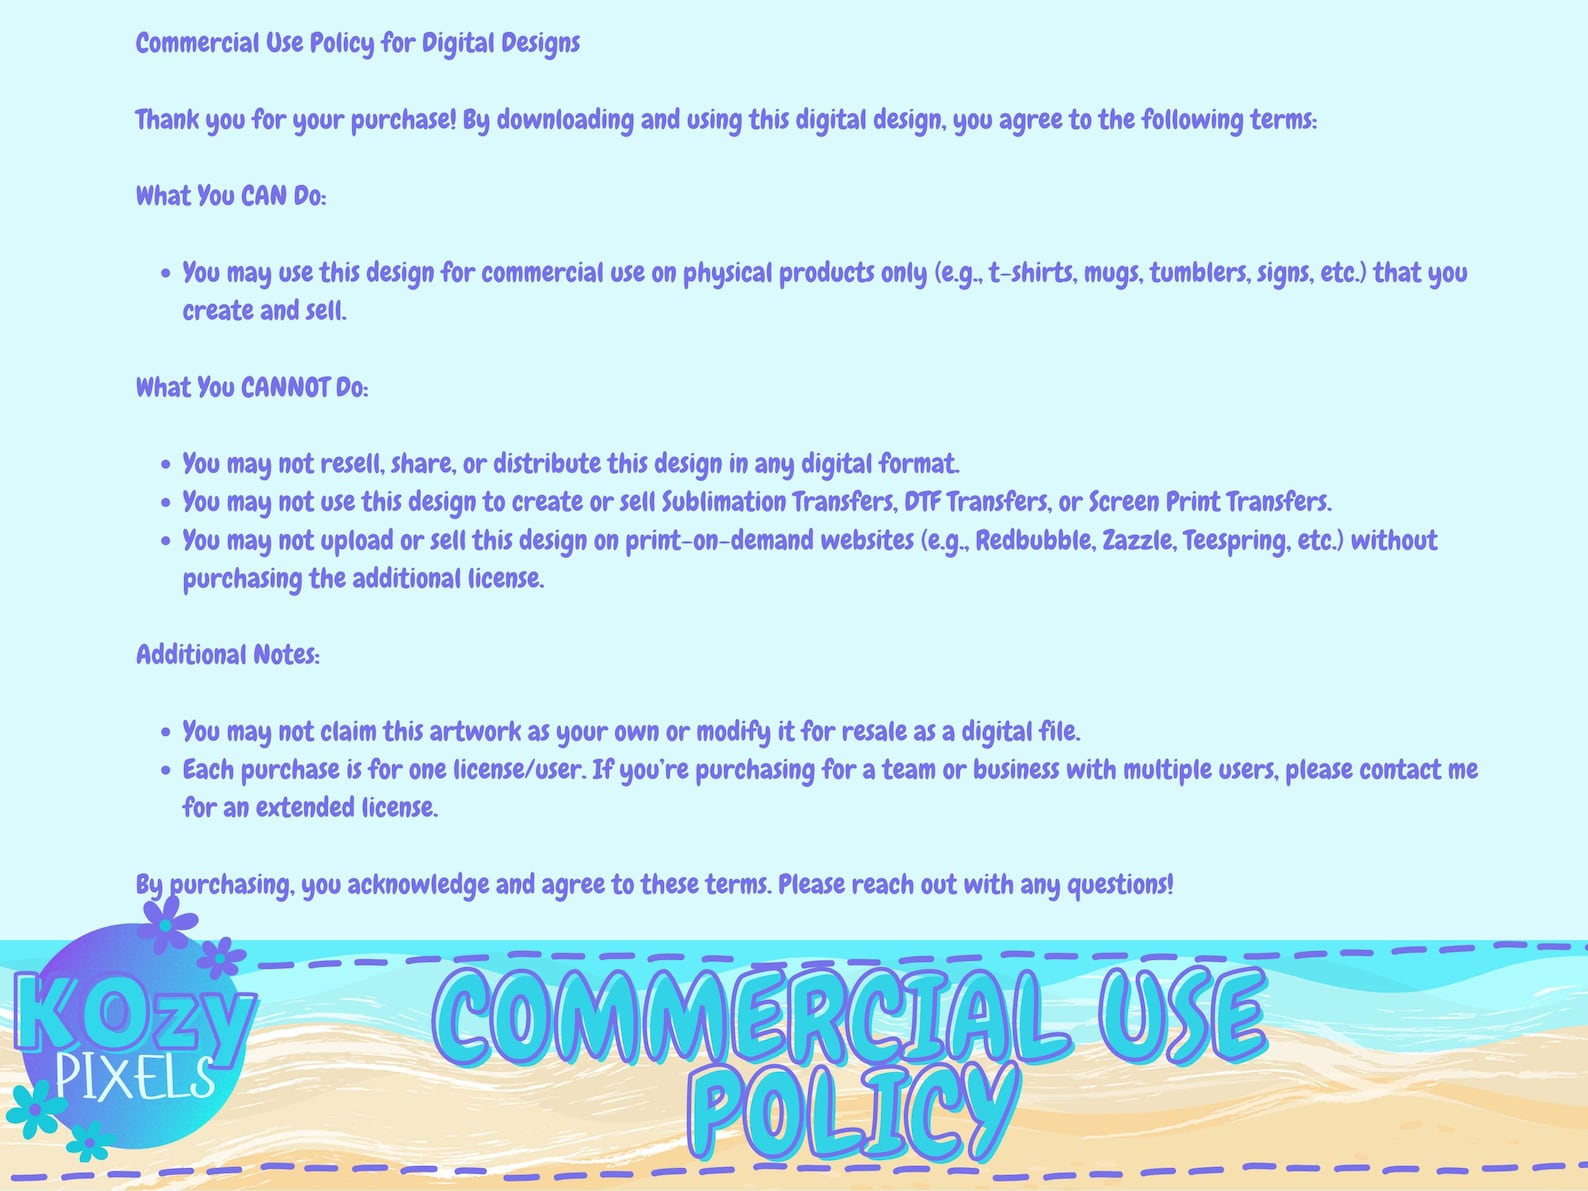 Commercial Use Policy for Digital Designs
Thank you for your purchase! By downloading and using this digital design, you agree to the following terms:
What You CAN Do:
• You may use this design for commercial use on physical products only (e.g., t-shirts, mugs, tumblers, signs, etc.) that you
create and sell.
What You CANNOT Do:
• You may not resell, share, or distribute this design in any digital format.
• You may not use this design to create or sell Sublimation Transfers, DTF Transfers, or Screen Print Transfers.
• You may not upload or sell this design on print-on-demand websites (e.g., Redbubble, Zazzle, Teespring, etc.) without
purchasing the additional license.
Additional Notes:
• You may not claim this artwork as your own or modify it for resale as a digital file.
• Each purchase is for one license/user. If you’re purchasing for a team or business with multiple users, please contact me
for an extended license.
By purchasing, you acknowledge and agree to these terms. Please reach out with any questions!
KOzy
PIXELS
COMMERCIAL USE
POLICY